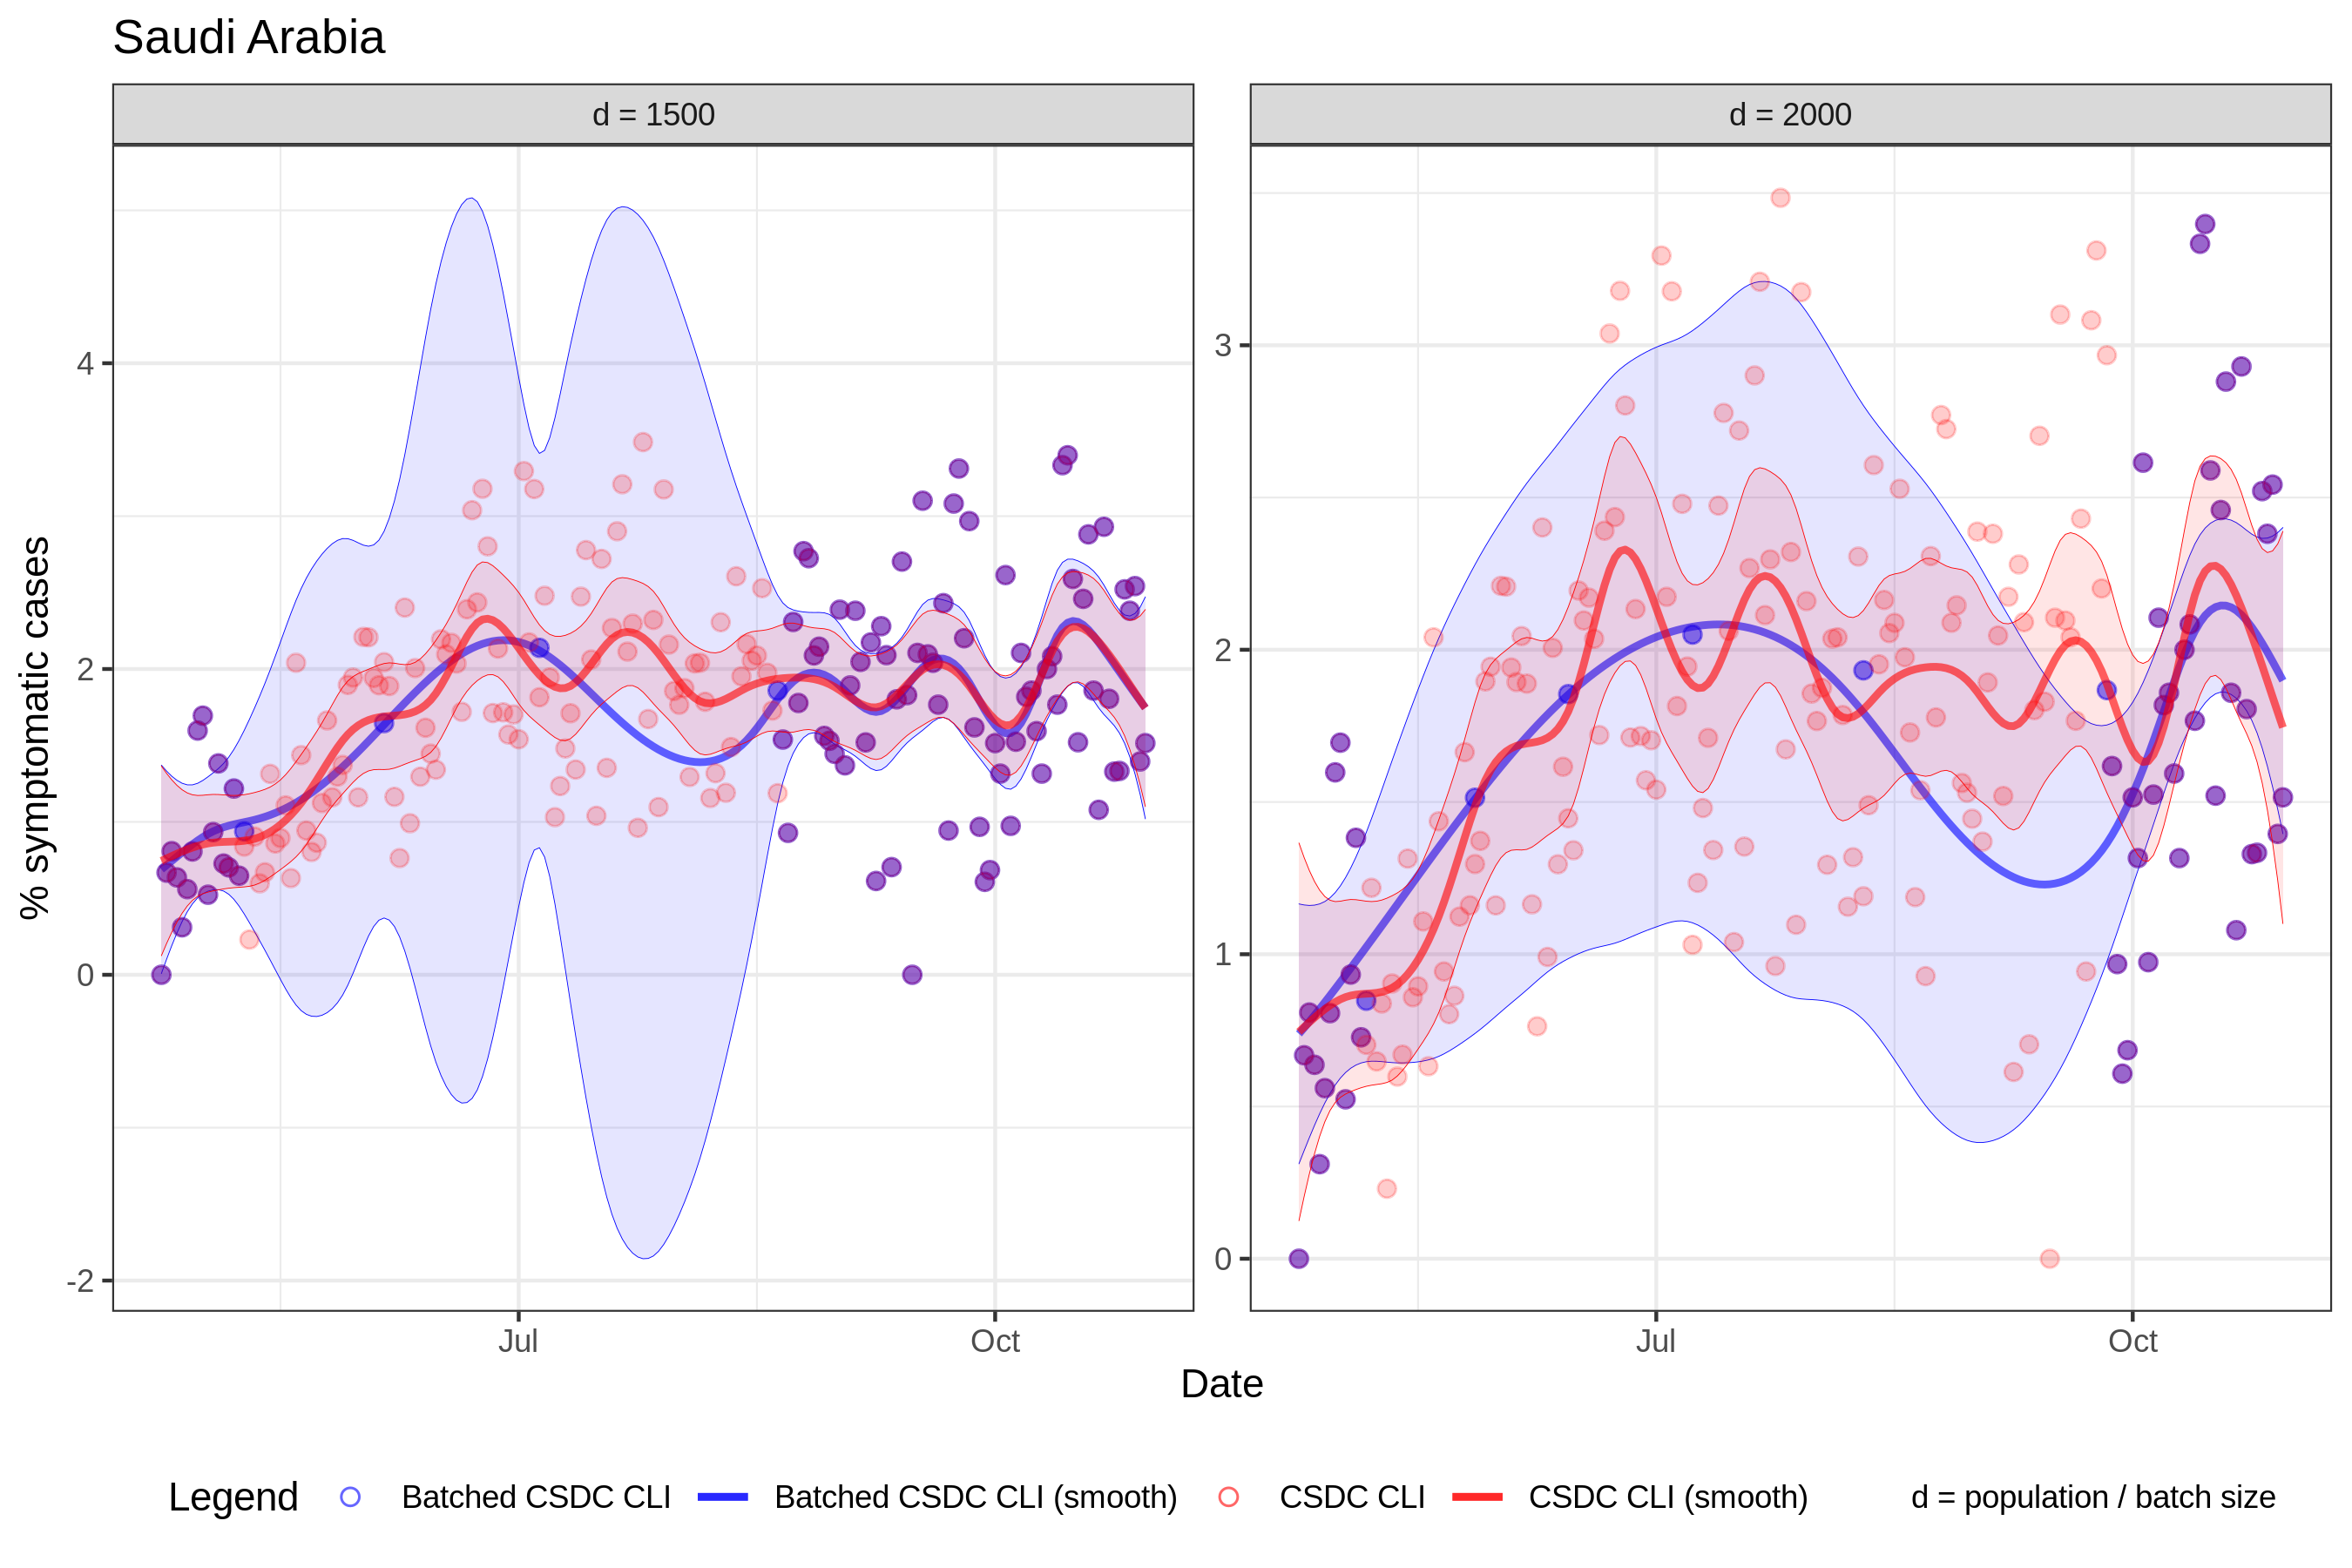 Saudi Arabia
d = 1500
d = 2000
% symptomatic cases
4
2
0
-2
3
2
1
0
Jul
Oct
Jul
Oct
Date
Legend
Batched CSDC CLI
Batched CSDC CLI (smooth)
CSDC CLI
CSDC CLI (smooth)
d = population / batch size